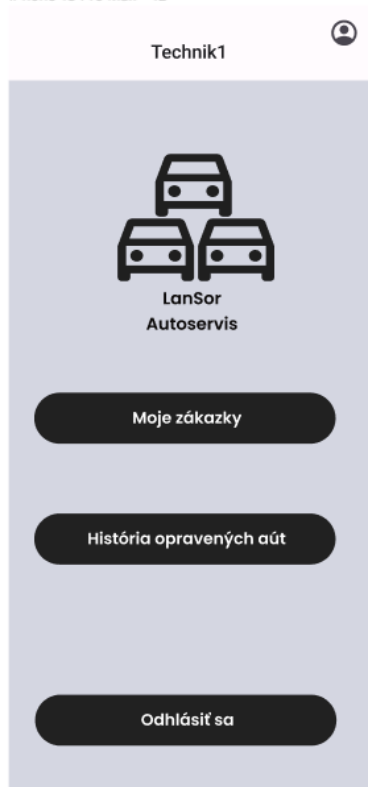 Technik1
LanSor
Autoservis
Moje zákazky
História opravených aút
Odhlásiť sa